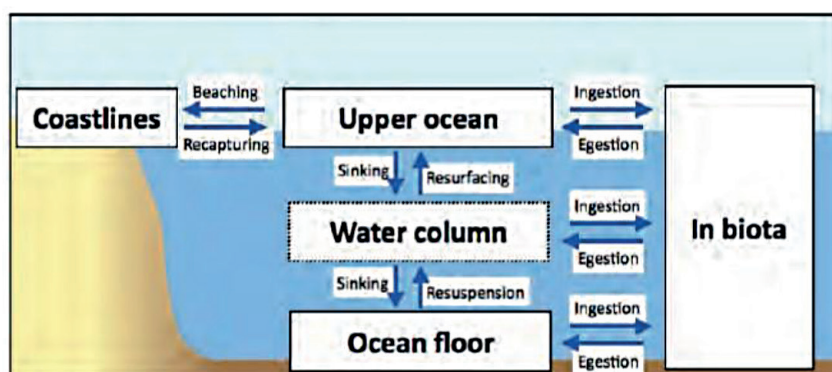 Beaching
Ingestion
Coastlines
Upper ocean
Recapturing
Egestion
Sinking
Resurfacing
Ingestion
Water column
In biota
Egestion
Sinking
Resuspension
Ingestion
Ocean floor
Egestion